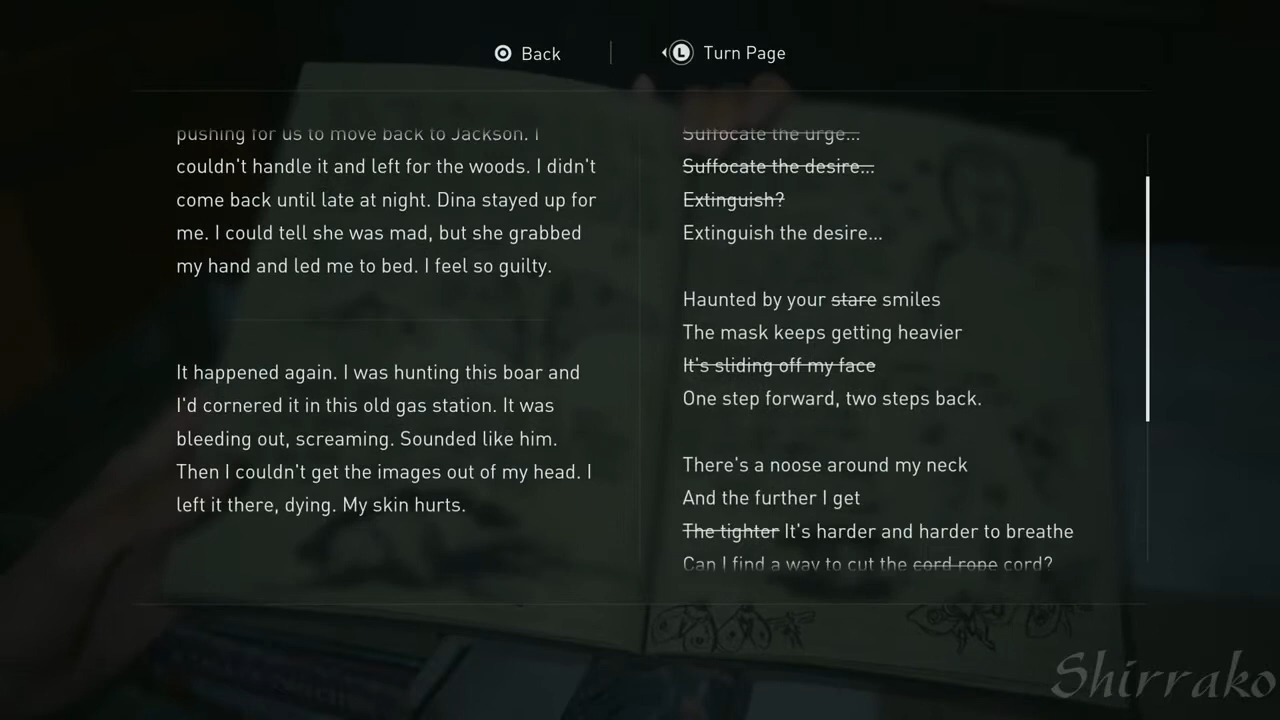 Back
Turn Page
pushing for us to move back to Jackson. I
couldn't handle it and left for the woods. I didn't
come back until late at night. Dina stayed up for
me. I could tell she was mad, but she grabbed
my hand and led me to bed. I feel so guilty.
It happened again. I was hunting this boar and
I'd cornered it in this old gas station. It was
bleeding out, screaming. Sounded like him.
Then I couldn't get the images out of my head. I
left it there, dying. My skin hurts.
Suffocate the urge...
Suffocate the desire...
Extinguish?
Extinguish the desire...
Haunted by your stare smiles
The mask keeps getting heavier
It's sliding off my face
One step forward, two steps back.
There's a noose around my neck
And the further I get
The tighter It's harder and harder to breathe
Can I find a way to cut the cord rope cord?
Shirrako